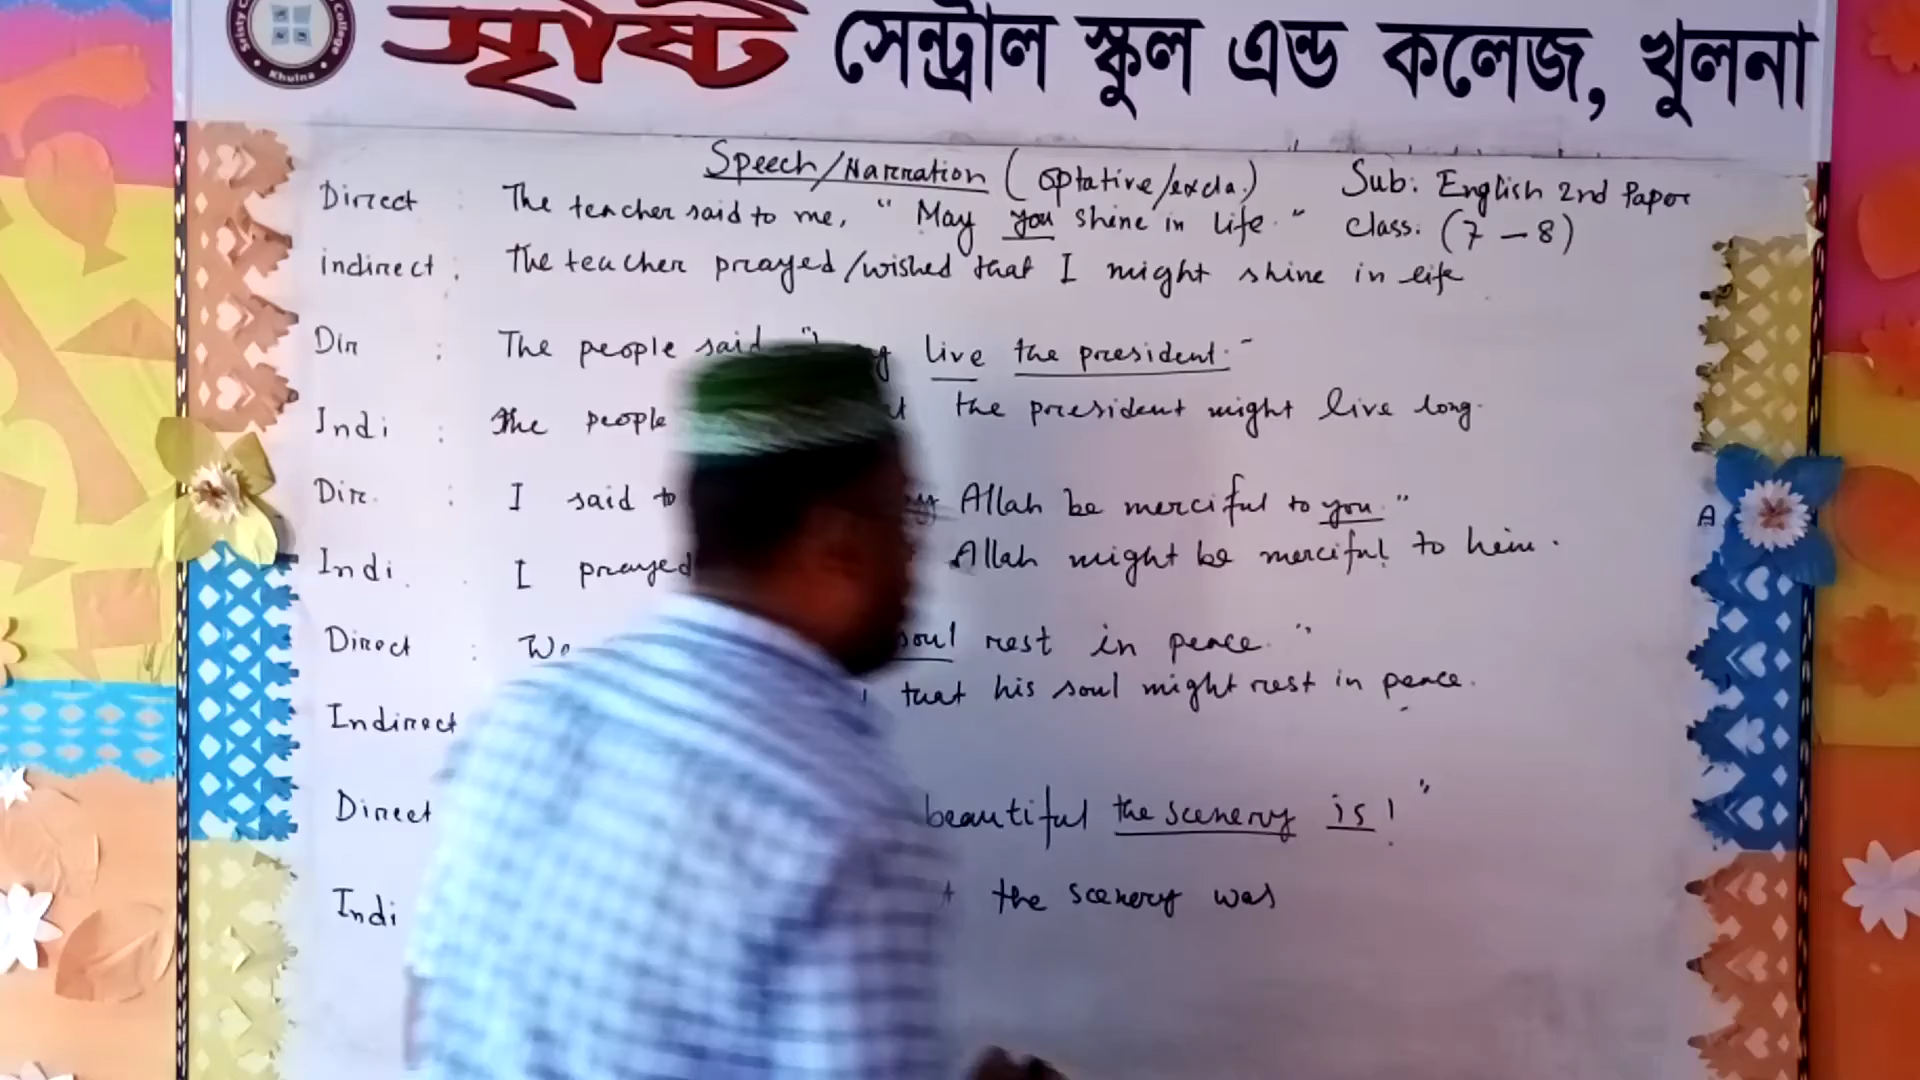 সৃষ্টি সেন্ট্রাল স্কুল এন্ড কলেজ, খুলনা
Khulna
Speech/Narration (optative/excla.)
Sub: English 2nd Paper
Class: (7 – 8)
Direct : The teacher said to me, " May you shine in life. "
indirect : The teacher prayed/wished that I might shine in life
Dir : The people said live the president. "
Indi : The people the president might live long.
Dir : I said to Allah be merciful to you. "
Indi : I prayed Allah might be merciful to him.
A
Direct : soul rest in peace. "
Indirect that his soul might rest in peace.
Direct beautiful the scenery is! "
Indi the scenery was